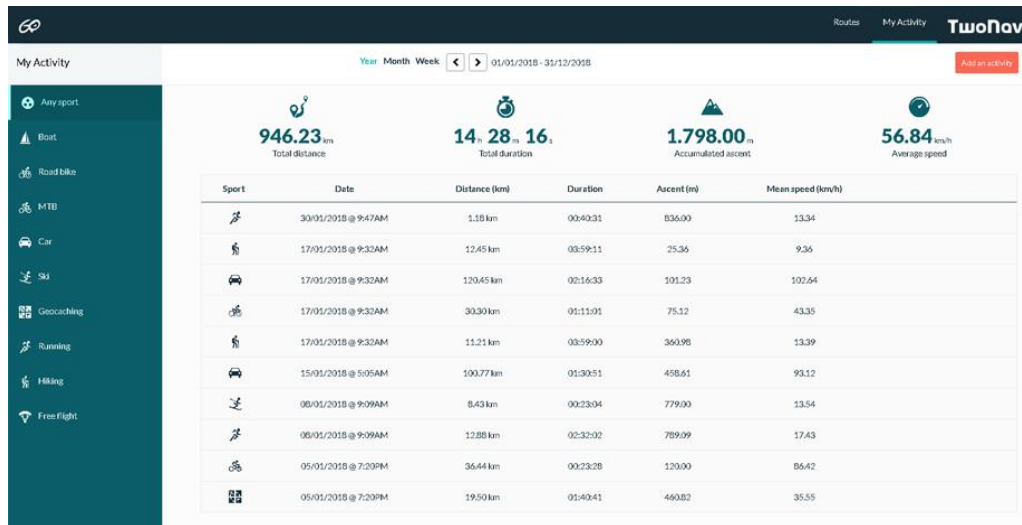 GO
Routes My Activity TwoNav
My Activity
Year Month Week < > 01/01/2018 - 31/12/2018
Add an activity
Any sport
Boat
Road bike
MTB
Car
Ski
Geocaching
Running
Hiking
Free flight
946.23 km 14 h 28 m 16 s 1.798.00 m 56.84 km/h
Total distance Total duration Accumulated ascent Average speed
Sport Date Distance (km) Duration Ascent (m) Mean speed (km/h)
30/01/2018 @ 9:47AM 1.18 km 00:40:31 836.00 13.34
17/01/2018 @ 9:32AM 12.45 km 03:59:11 25.36 9.36
17/01/2018 @ 9:32AM 120.45 km 02:16:33 101.23 102.64
17/01/2018 @ 9:32AM 30.30 km 01:11:01 75.12 43.35
17/01/2018 @ 9:32AM 11.21 km 03:59:00 360.98 13.39
15/01/2018 @ 5:05AM 100.77 km 01:30:51 458.61 93.12
08/01/2018 @ 9:09AM 8.43 km 00:23:04 779.00 13.54
08/01/2018 @ 9:09AM 12.88 km 02:32:02 789.09 17.43
05/01/2018 @ 7:20PM 36.44 km 00:23:28 120.00 86.42
05/01/2018 @ 7:20PM 19.50 km 01:40:41 460.82 35.55